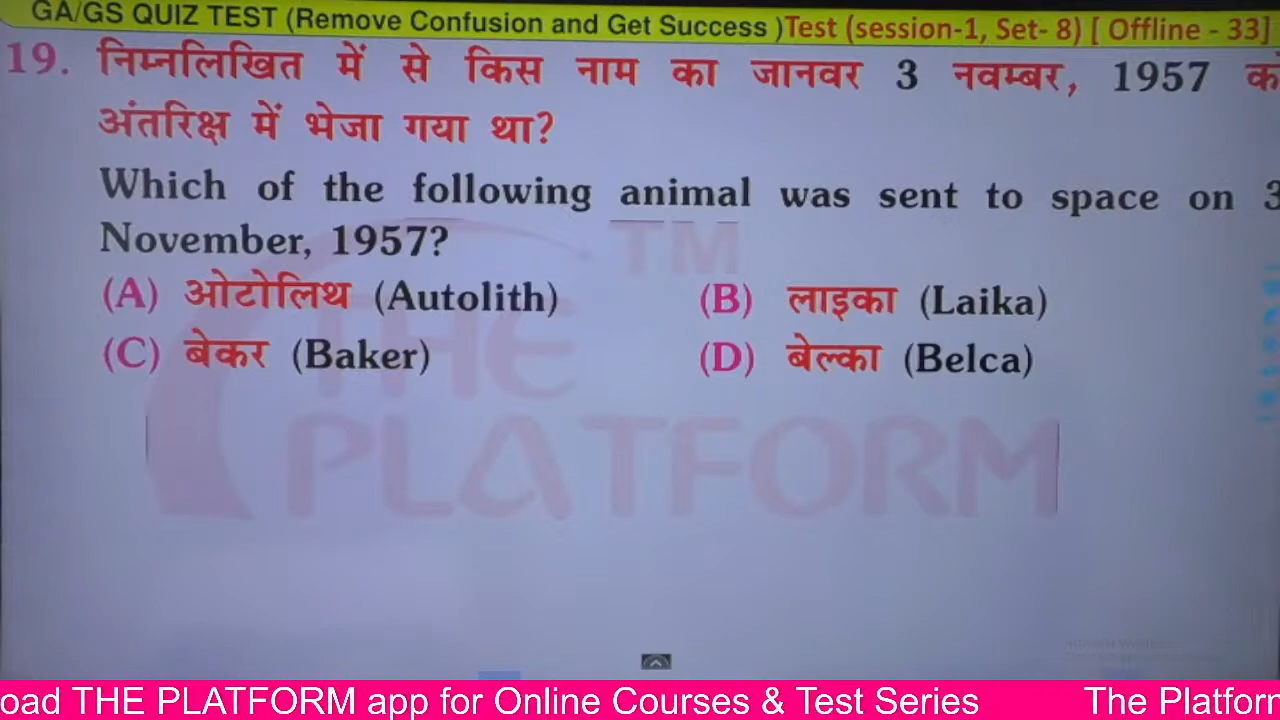 GA/GS QUIZ TEST (Remove Confusion and Get Success )Test (session-1, Set- 8) [ Offline - 33]
19. निम्नलिखित में से किस नाम का जानवर 3 नवम्बर, 1957 क
अंतरिक्ष में भेजा गया था?
Which of the following animal was sent to space on 3
November, 1957?
(A) ओटोलिथ (Autolith) (B) लाइका (Laika)
(C) बेकर (Baker) (D) बेल्का (Belca)
THE PLATFORM TM
oad THE PLATFORM app for Online Courses & Test Series The Platforn